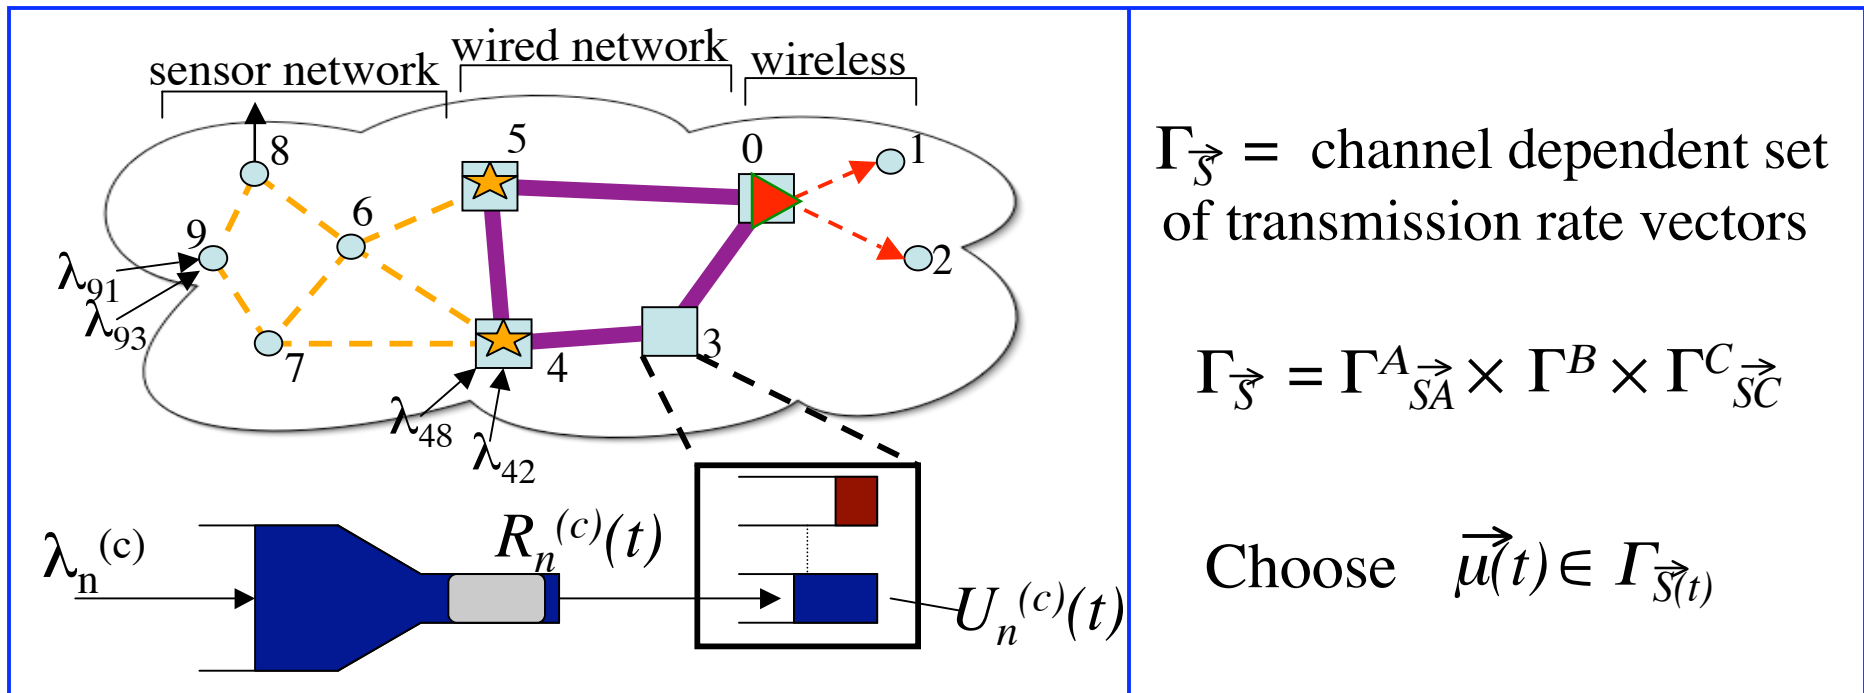 sensor network
wired network
wireless
8
5
0
1
9
6
2
λ91
λ93
7
4
3
λ48
λ42
λn(c)
Rn(c)(t)
Un(c)(t)
ΓS⃗ = channel dependent set
of transmission rate vectors
ΓS⃗ = ΓASA⃗ × ΓB × ΓCSC⃗
Choose μ⃗(t) ∈ ΓS⃗(t)